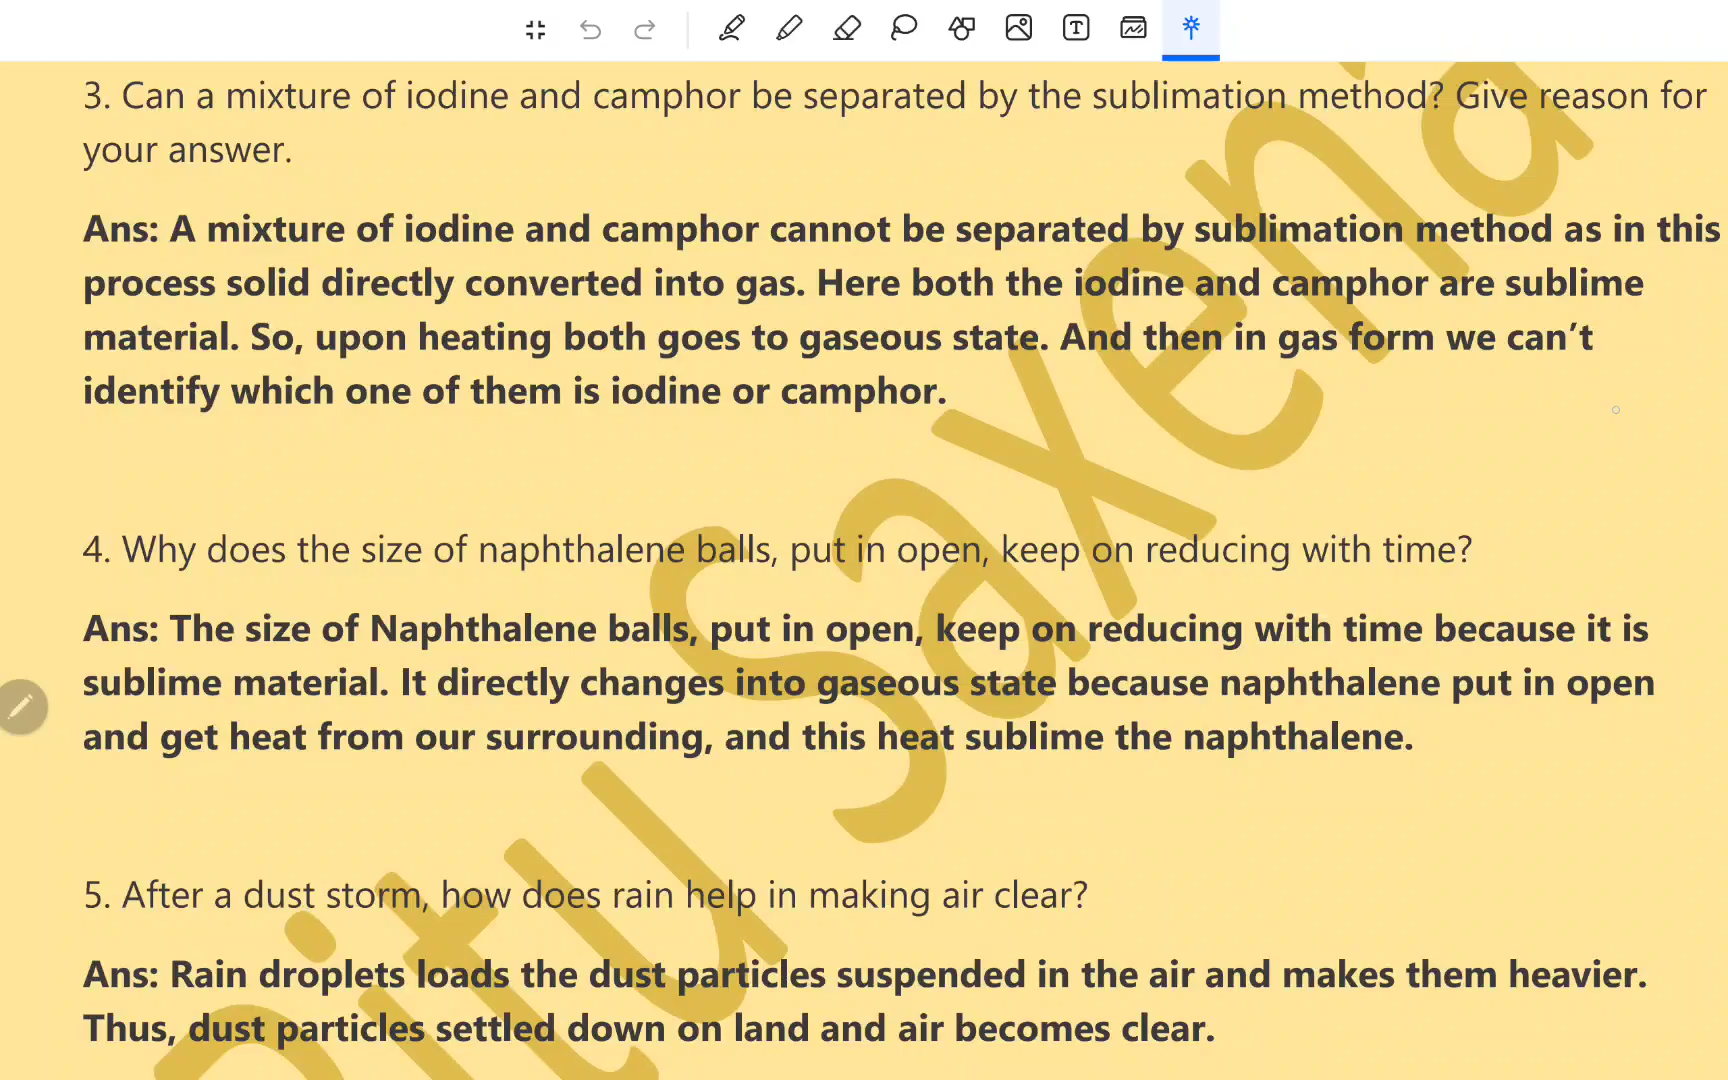 3. Can a mixture of iodine and camphor be separated by the sublimation method? Give reason for
your answer.
Ans: A mixture of iodine and camphor cannot be separated by sublimation method as in this
process solid directly converted into gas. Here both the iodine and camphor are sublime
material. So, upon heating both goes to gaseous state. And then in gas form we can’t
identify which one of them is iodine or camphor.
4. Why does the size of naphthalene balls, put in open, keep on reducing with time?
Ans: The size of Naphthalene balls, put in open, keep on reducing with time because it is
sublime material. It directly changes into gaseous state because naphthalene put in open
and get heat from our surrounding, and this heat sublime the naphthalene.
5. After a dust storm, how does rain help in making air clear?
Ans: Rain droplets loads the dust particles suspended in the air and makes them heavier.
Thus, dust particles settled down on land and air becomes clear.
Ritu Saxena